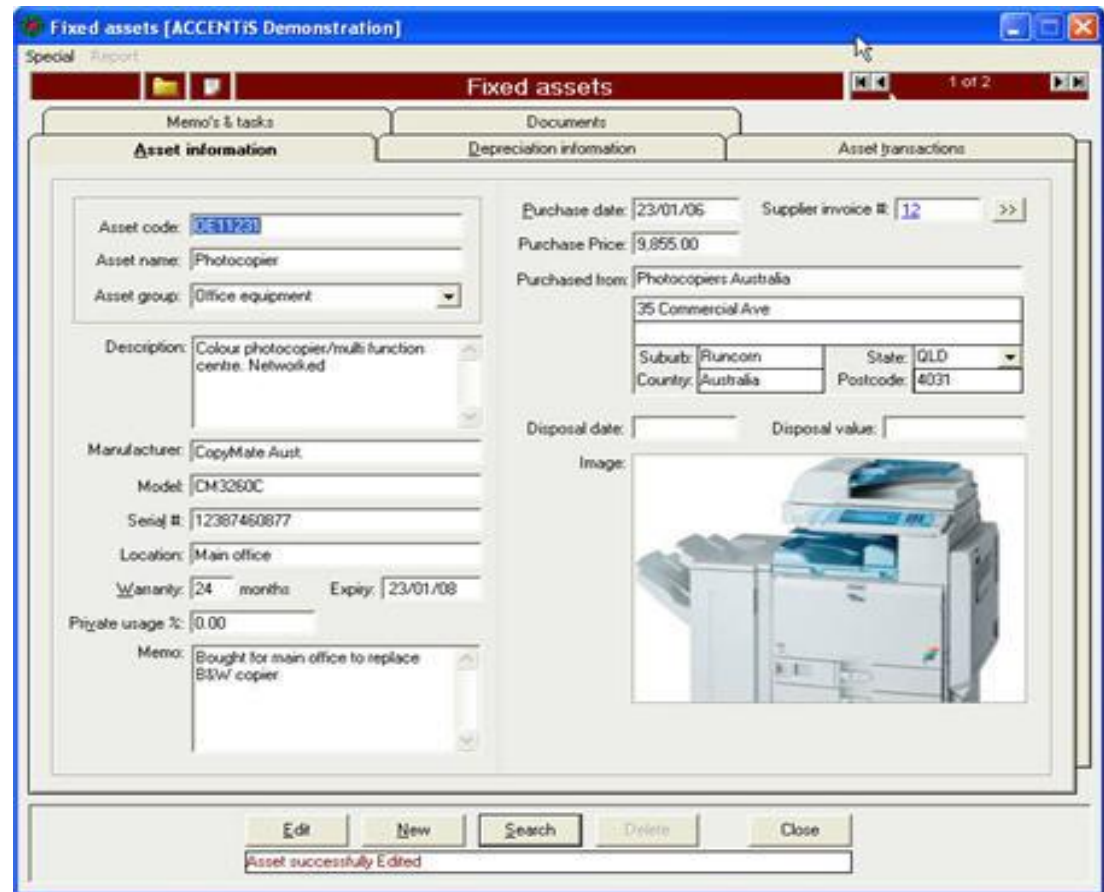 Fixed assets [ACCENTiS Demonstration]
Special Report
Fixed assets 1 of 2
Memo's & tasks Documents
Asset information Depreciation information Asset transactions
Asset code: OE11231
Asset name: Photocopier
Asset group: Office equipment
Description: Colour photocopier/multi function
centre. Networked
Manufacturer: CopyMate Aust.
Model: CM3260C
Serial #: 12387460877
Location: Main office
Warranty: 24 months Expiry: 23/01/08
Private usage %: 0.00
Memo: Bought for main office to replace
B&W copier
Purchase date: 23/01/06 Supplier invoice #: 12 >>
Purchase Price: 9,855.00
Purchased from: Photocopiers Australia
35 Commercial Ave
Suburb: Runcorn State: QLD
Country: Australia Postcode: 4031
Disposal date: Disposal value:
Image:
Edit New Search Delete Close
Asset successfully Edited